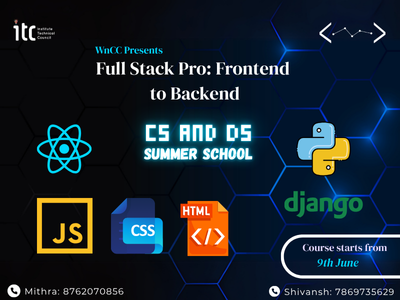 itc Institute
Technical
Council
WnCC Presents
Full Stack Pro: Frontend
to Backend
CS AND DS
SUMMER SCHOOL
JS
CSS
HTML
</>
django
Course starts from
9th June
Mithra: 8762070856
Shivansh: 7869735629